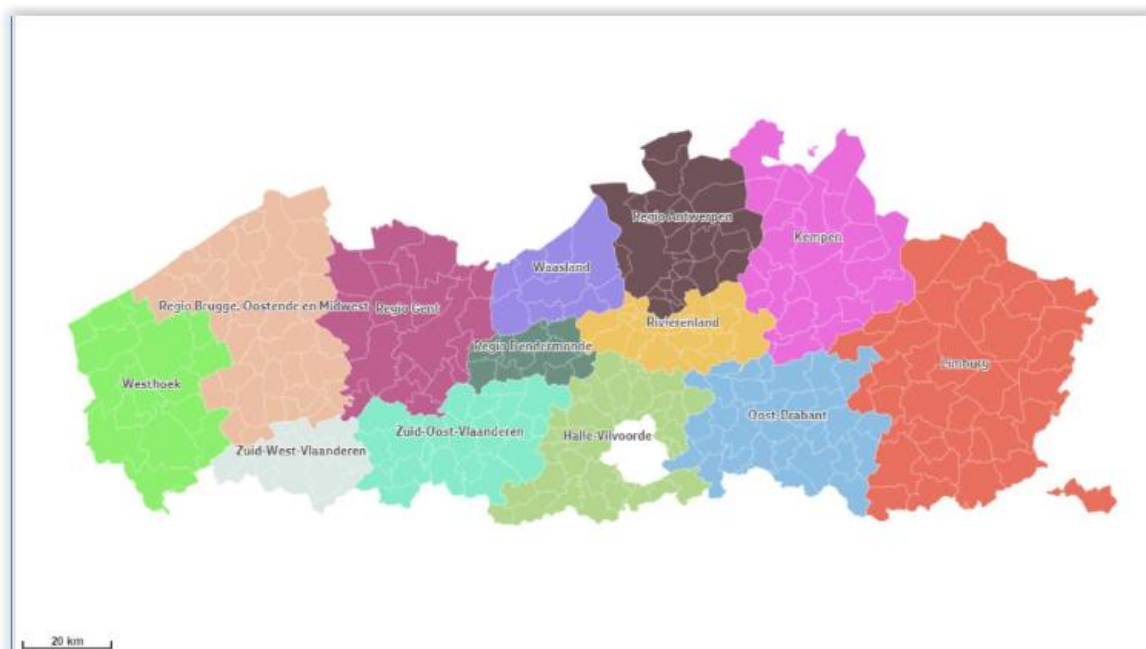 Regio Antwerpen
Kempen
Waasland
Regio Brugge, Oostende en Midwest
Regio Gent
Rivierenland
Regio Dendermonde
Limburg
Westhoek
Oost-Brabant
Zuid-Oost-Vlaanderen
Halle-Vilvoorde
Zuid-West-Vlaanderen
20 km